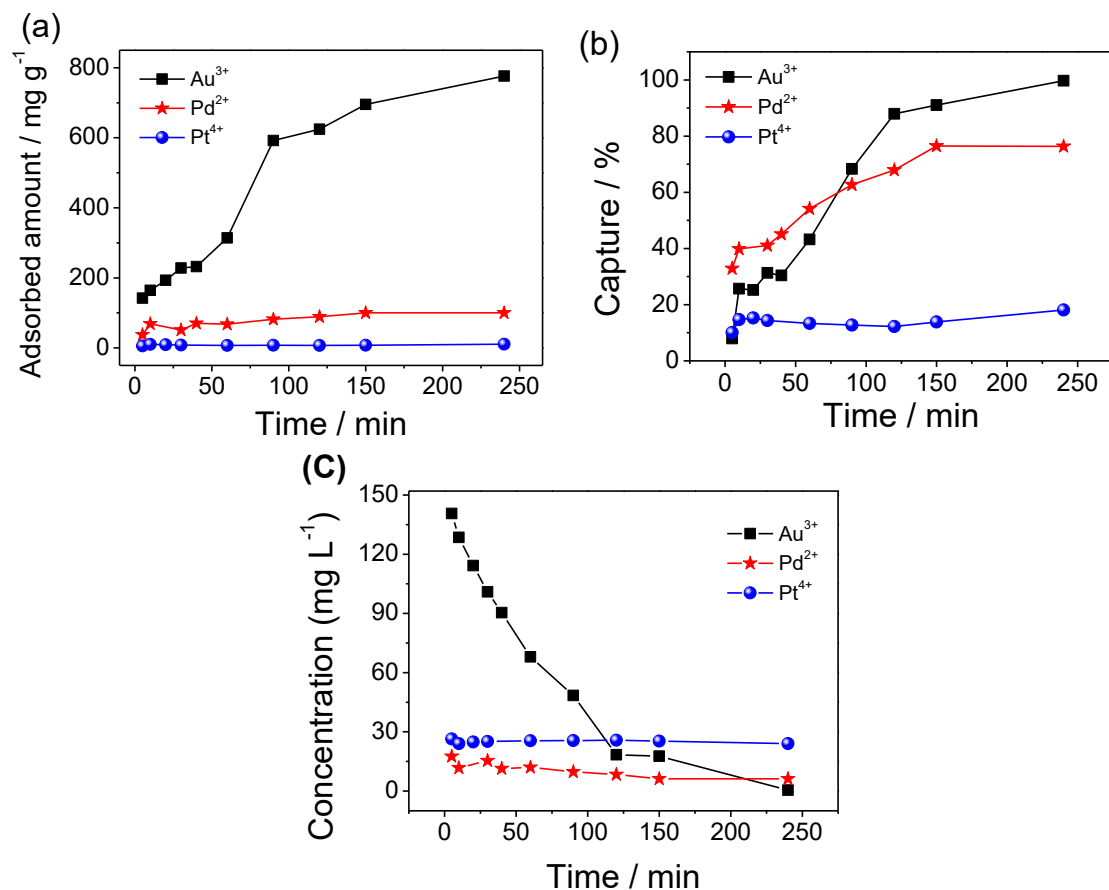 (a)
Adsorbed amount / mg g⁻¹
800
600
400
200
0
Au³⁺
Pd²⁺
Pt⁴⁺
0 50 100 150 200 250
Time / min
(b)
Capture / %
100
80
60
40
20
0
Au³⁺
Pd²⁺
Pt⁴⁺
0 50 100 150 200 250
Time / min
(C)
Concentration (mg L⁻¹)
150
120
90
60
30
0
Au³⁺
Pd²⁺
Pt⁴⁺
0 50 100 150 200 250
Time / min